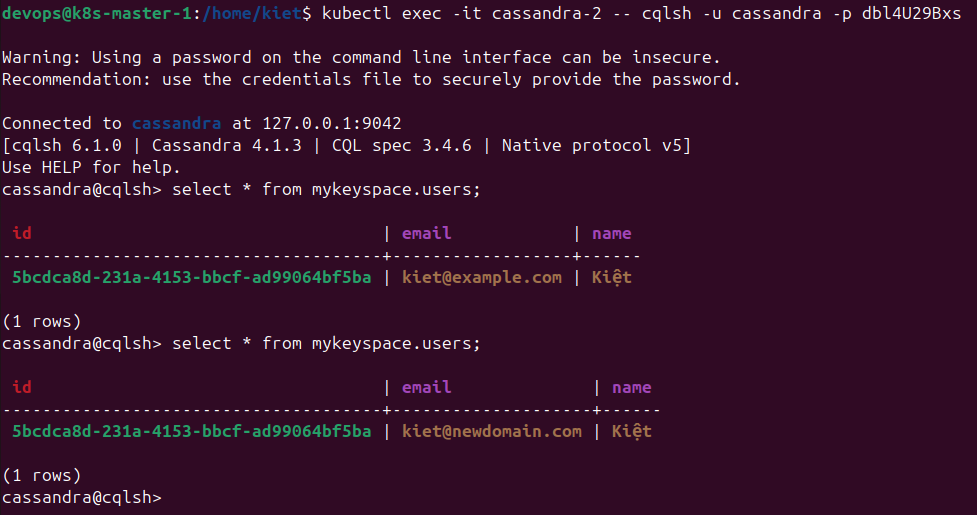 devops@k8s-master-1:/home/kiet$ kubectl exec -it cassandra-2 -- cqlsh -u cassandra -p dbl4U29Bxs

Warning: Using a password on the command line interface can be insecure.
Recommendation: use the credentials file to securely provide the password.

Connected to cassandra at 127.0.0.1:9042
[cqlsh 6.1.0 | Cassandra 4.1.3 | CQL spec 3.4.6 | Native protocol v5]
Use HELP for help.
cassandra@cqlsh> select * from mykeyspace.users;

 id                                   | email            | name
--------------------------------------+------------------+------
 5bcdca8d-231a-4153-bbcf-ad99064bf5ba | kiet@example.com | Kiệt

(1 rows)
cassandra@cqlsh> select * from mykeyspace.users;

 id                                   | email              | name
--------------------------------------+--------------------+------
 5bcdca8d-231a-4153-bbcf-ad99064bf5ba | kiet@newdomain.com | Kiệt

(1 rows)
cassandra@cqlsh>